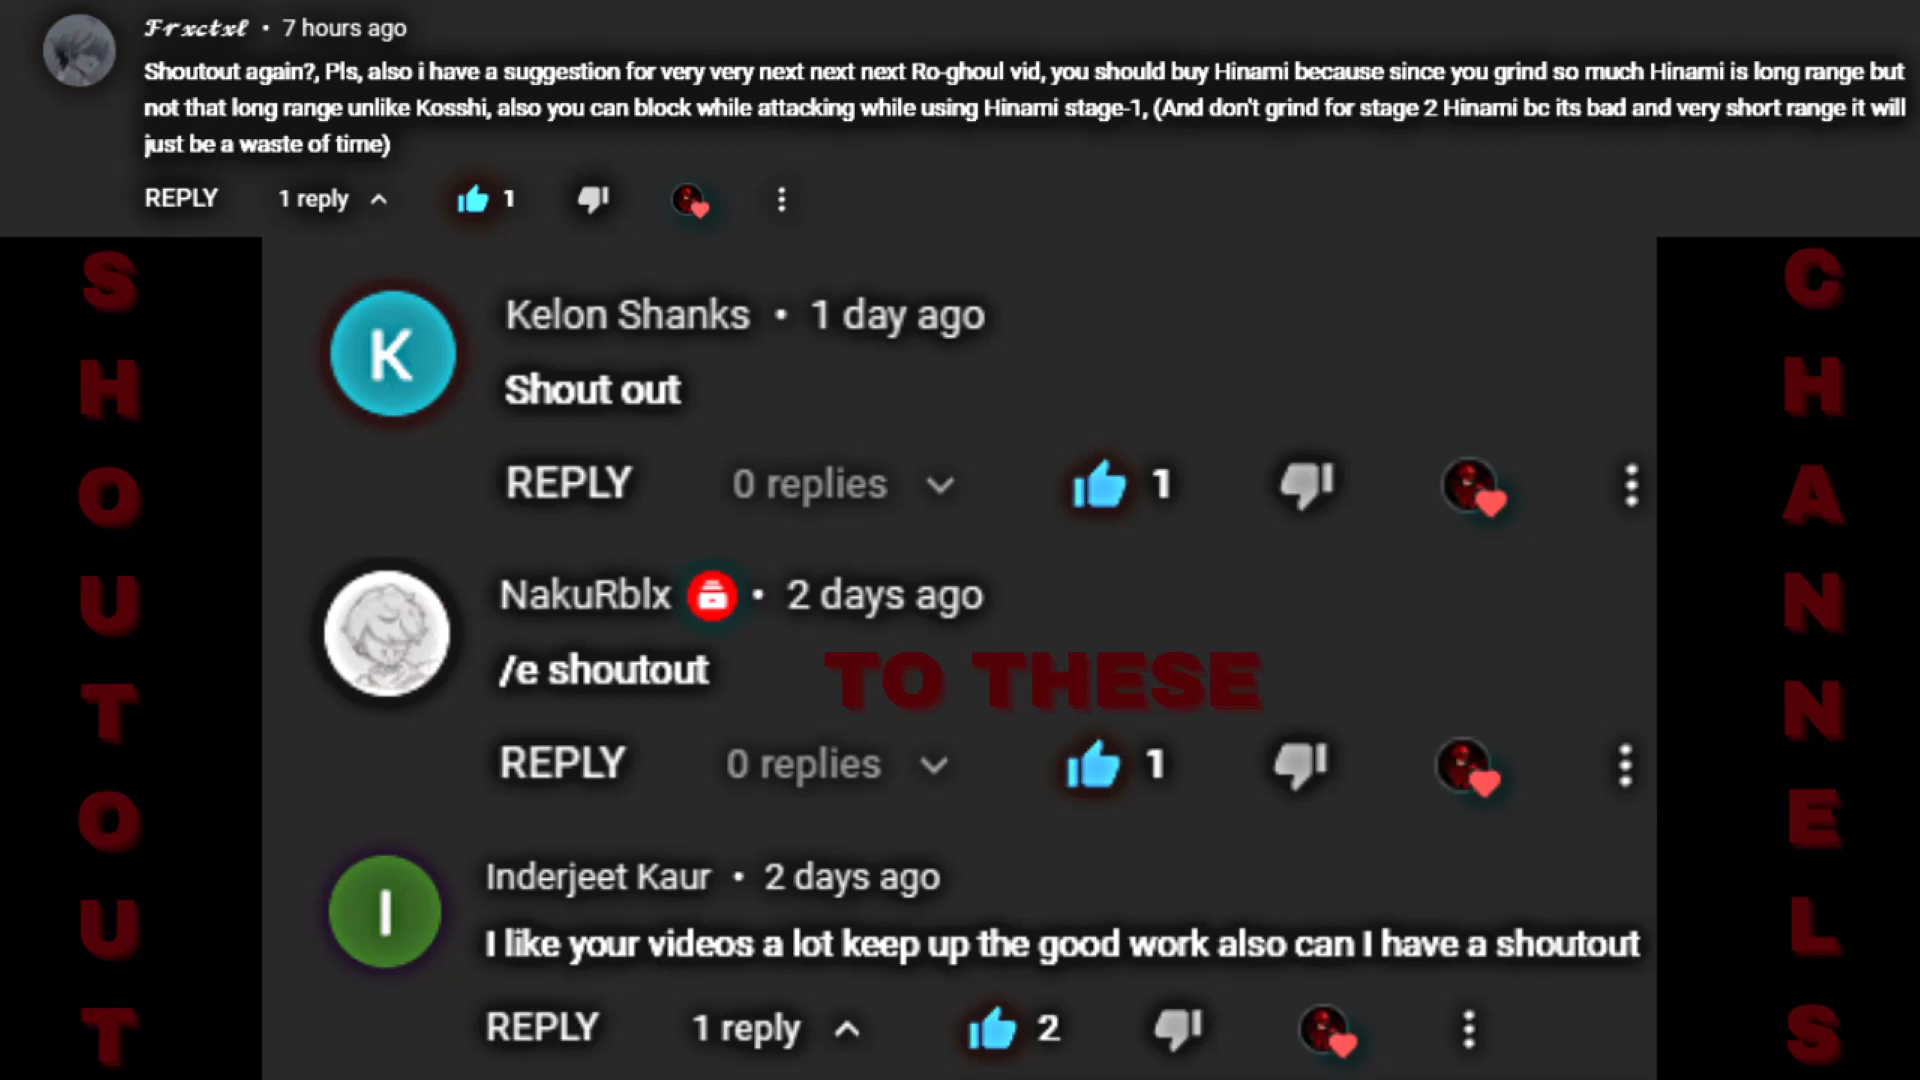 𝓕𝓻𝔁𝓬𝓽𝔁𝓵 • 7 hours ago
Shoutout again?, Pls, also i have a suggestion for very very next next next Ro-ghoul vid, you should buy Hinami because since you grind so much Hinami is long range but
not that long range unlike Kosshi, also you can block while attacking while using Hinami stage-1, (And don't grind for stage 2 Hinami bc its bad and very short range it will
just be a waste of time)
REPLY 1 reply 1
SHOUTOUT
Kelon Shanks • 1 day ago
Shout out
REPLY 0 replies 1
NakuRblx • 2 days ago
/e shoutout
TO THESE
REPLY 0 replies 1
Inderjeet Kaur • 2 days ago
I like your videos a lot keep up the good work also can I have a shoutout
REPLY 1 reply 2
CHANNELS
K
I